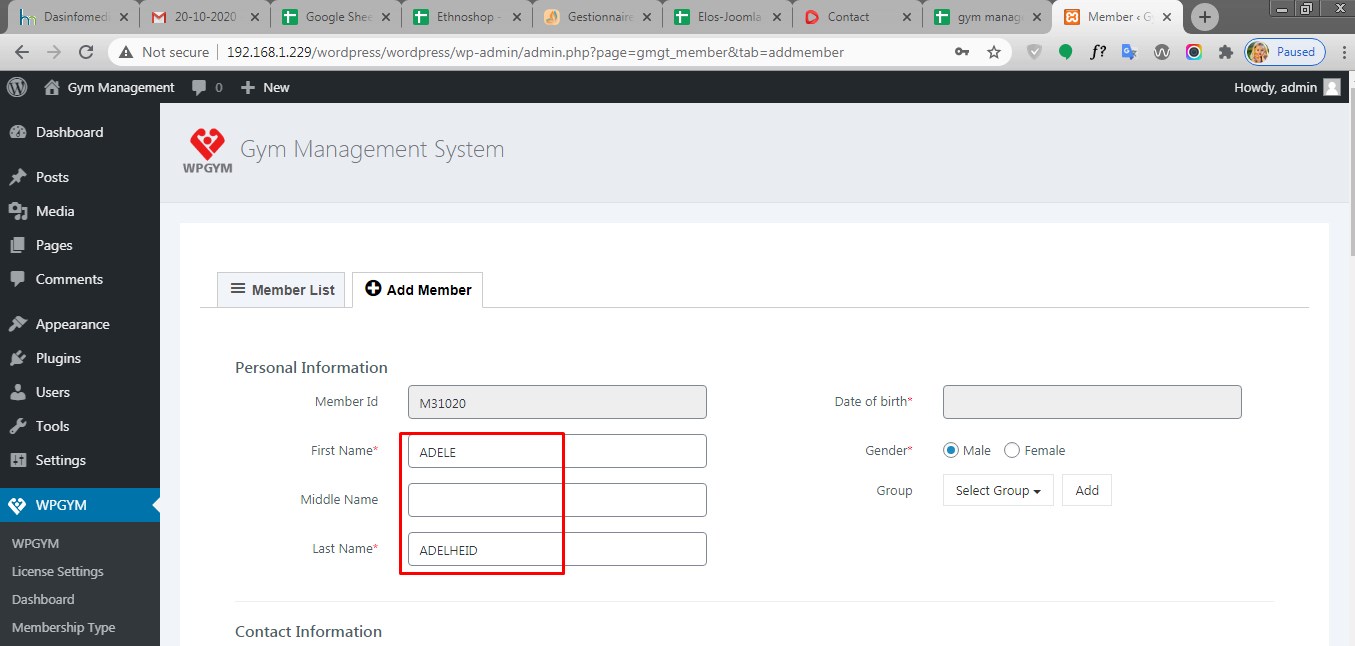 Dasinfomed
20-10-2020
Google Shee
Ethnoshop -
Gestionnaire
Elos-Joomla
Contact
gym manag
Member ‹ G
Not secure 192.168.1.229/wordpress/wordpress/wp-admin/admin.php?page=gmgt_member&tab=addmember
f?
Paused
Gym Management 0 New
Howdy, admin
Dashboard
Posts
Media
Pages
Comments
Appearance
Plugins
Users
Tools
Settings
WPGYM
WPGYM
License Settings
Dashboard
Membership Type
WPGYM
Gym Management System
Member List
Add Member
Personal Information
Member Id M31020
First Name* ADELE
Middle Name
Last Name* ADELHEID
Date of birth*
Gender* Male Female
Group Select Group Add
Contact Information